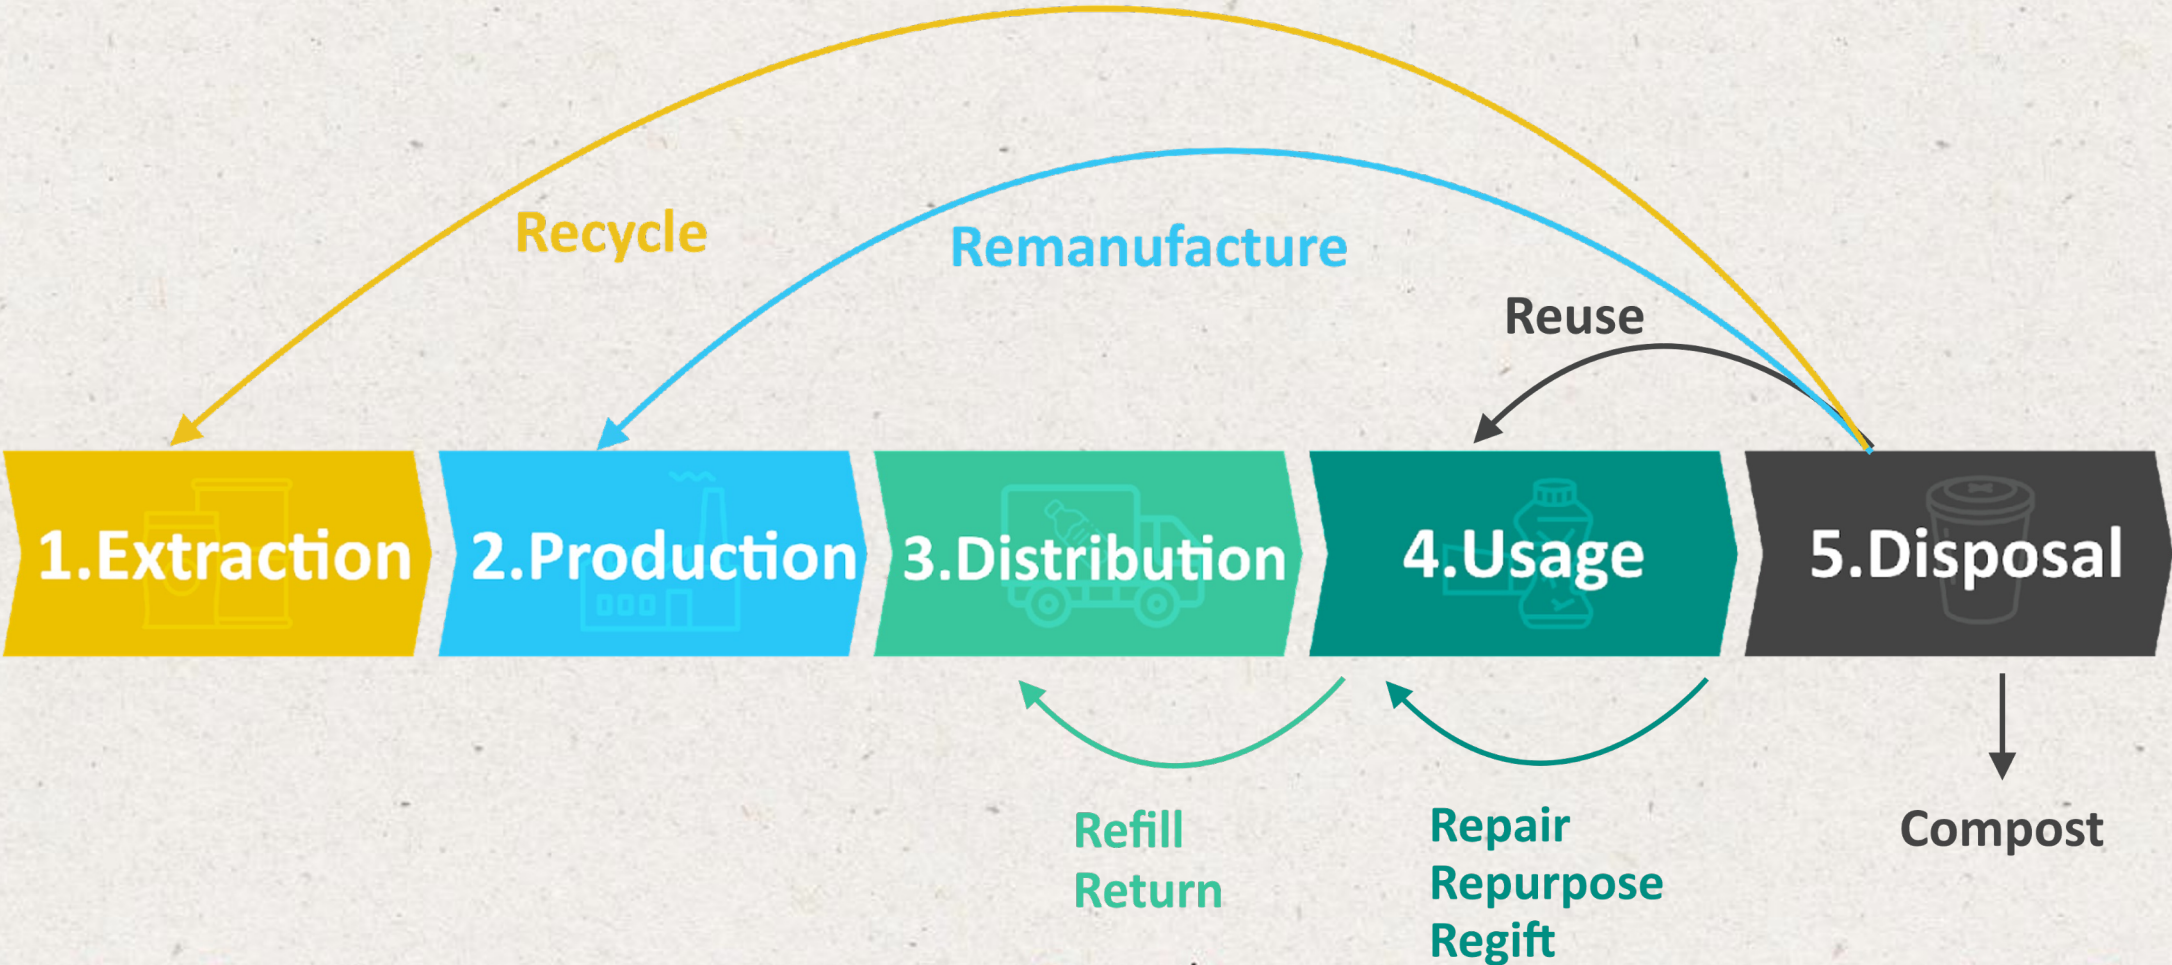 Recycle
Remanufacture
Reuse
1.Extraction
2.Production
3.Distribution
4.Usage
5.Disposal
Refill
Return
Repair
Repurpose
Regift
Compost